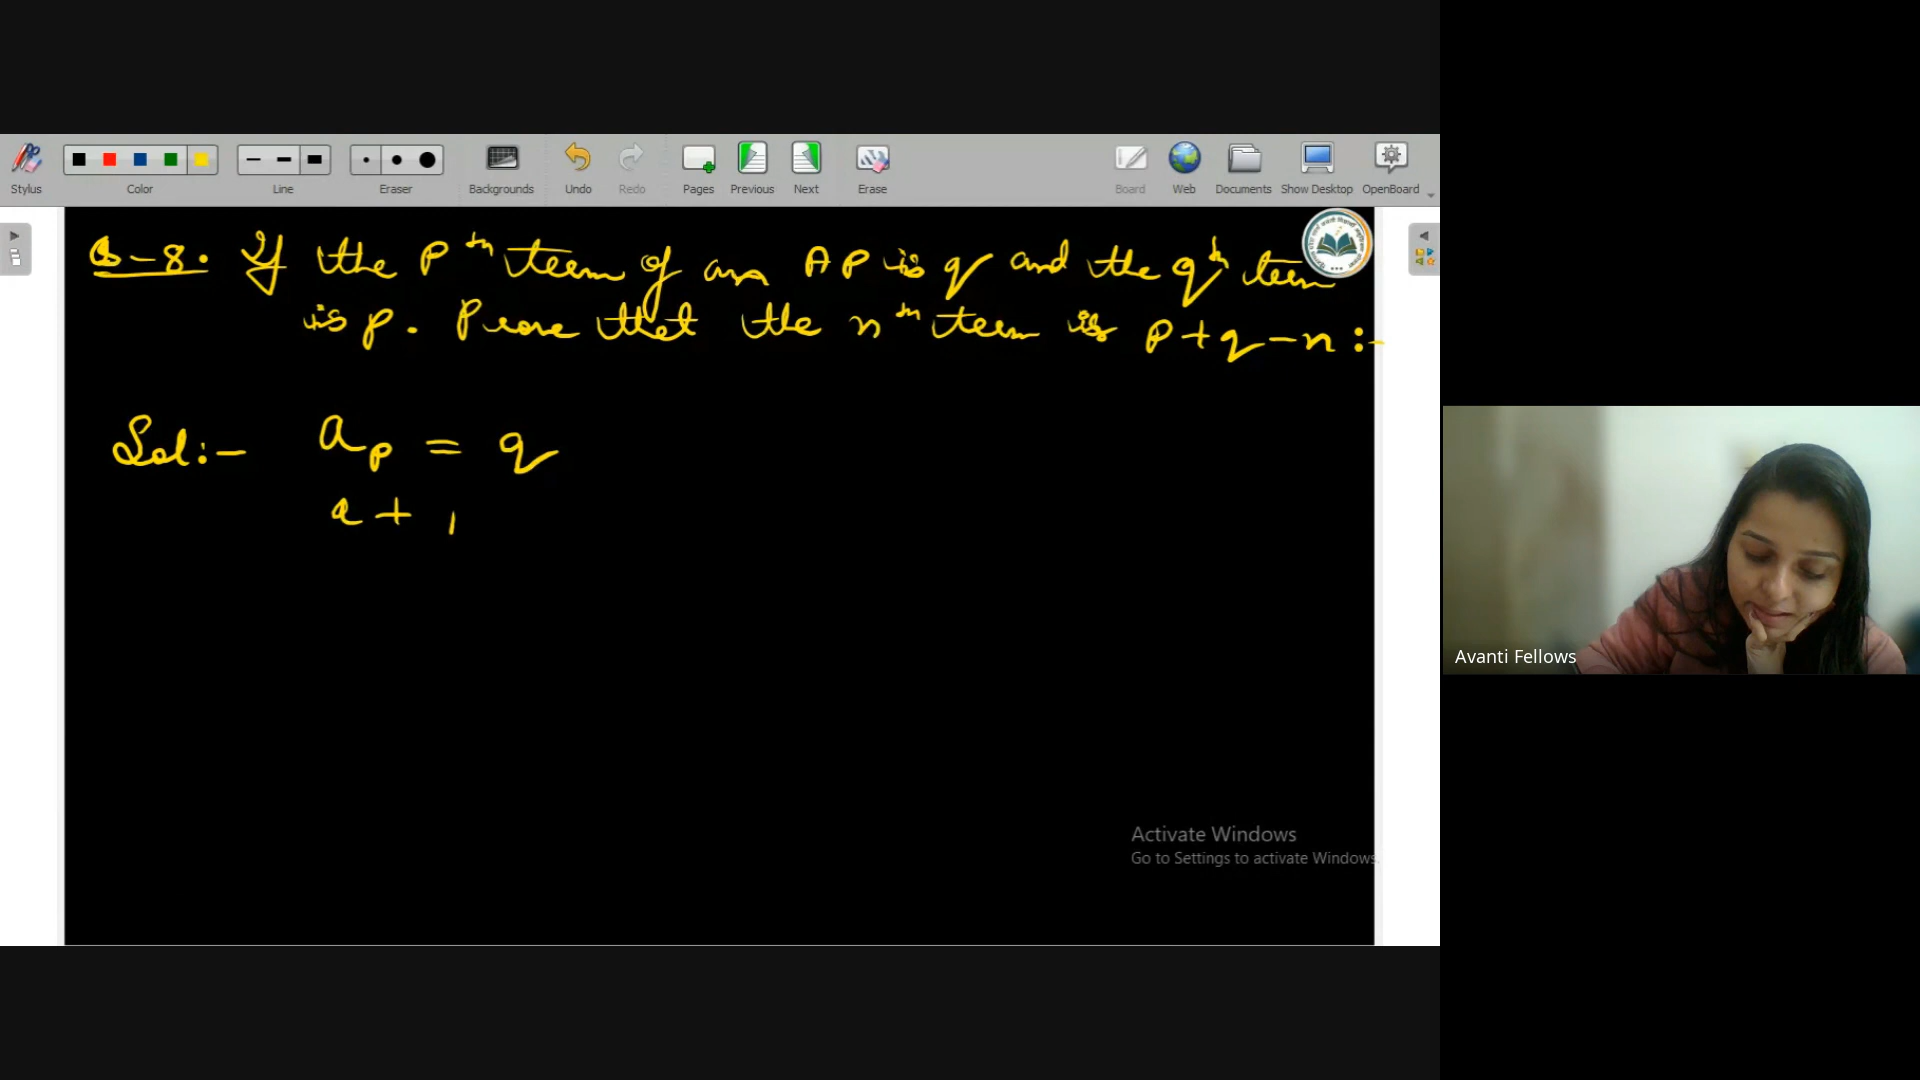 Stylus Color Line Eraser Backgrounds Undo Redo Pages Previous Next Erase Board Web Documents Show Desktop OpenBoard
Q-8. If the pth term of an AP is q and the qth term
is p. Prove that the nth term is p+q-n :-
Sol:- ap = q
a +
Avanti Fellows
Activate Windows
Go to Settings to activate Windows.